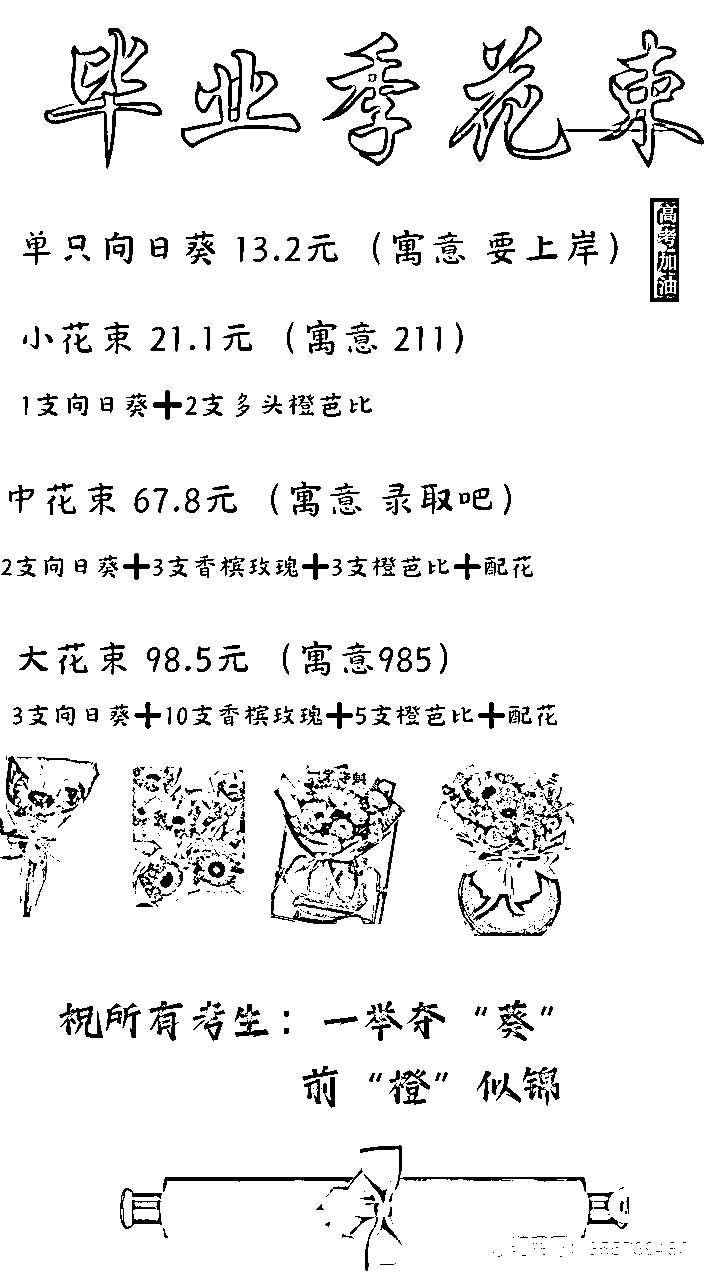 毕业季花束
高考加油
单只向日葵 13.2元 （寓意 要上岸）
小花束 21.1元 （寓意 211）
1支向日葵+2支多头橙芭比
中花束 67.8元 （寓意 录取吧）
2支向日葵+3支香槟玫瑰+3支橙芭比+配花
大花束 98.5元 （寓意985）
3支向日葵+10支香槟玫瑰+5支橙芭比+配花
祝所有考生：一举夺“葵”
前“橙”似锦